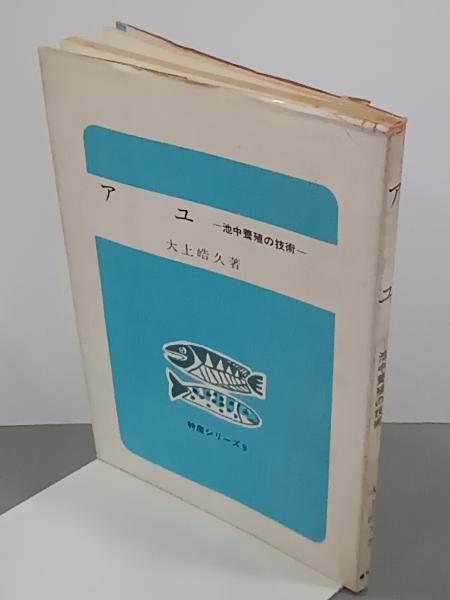 アユ ―池中養殖の技術―
大上皓久著
特産シリーズ9
アユ
池中養殖の技術